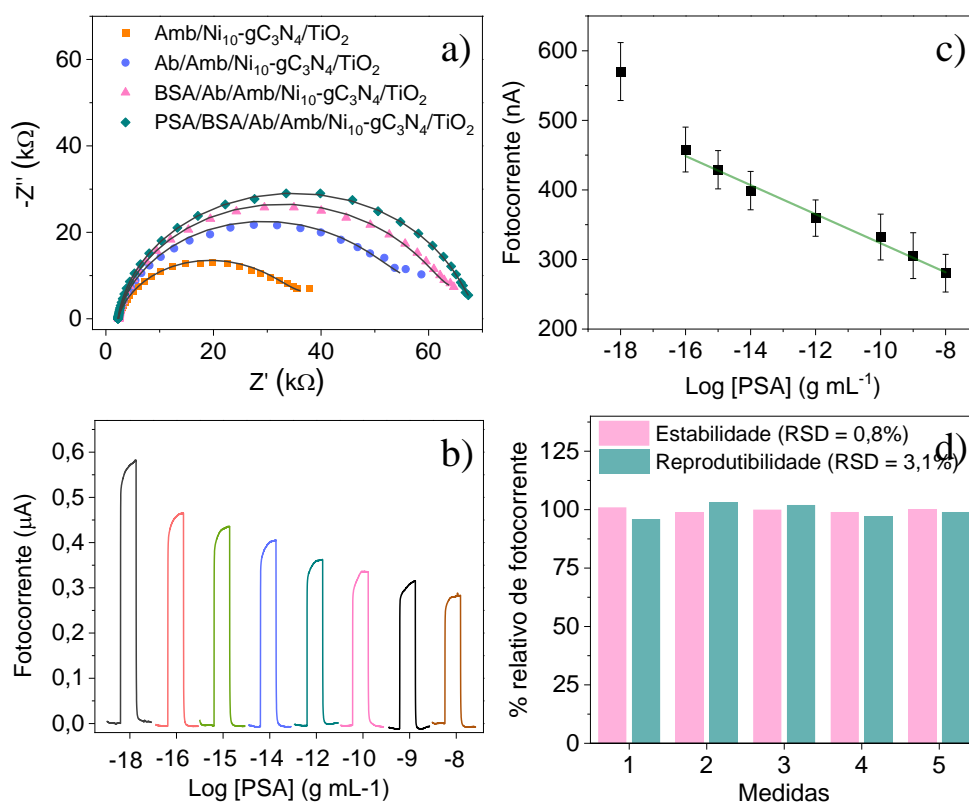 a)
Amb/Ni10-gC3N4/TiO2
Ab/Amb/Ni10-gC3N4/TiO2
BSA/Ab/Amb/Ni10-gC3N4/TiO2
PSA/BSA/Ab/Amb/Ni10-gC3N4/TiO2
-Z'' (kΩ)
60
40
20
0
0 20 40 60
Z' (kΩ)
c)
Fotocorrente (nA)
600
500
400
300
200
-18 -16 -14 -12 -10 -8
Log [PSA] (g mL-1)
b)
Fotocorrente (μA)
0,6
0,5
0,4
0,3
0,2
0,1
0,0
-18 -16 -15 -14 -12 -10 -9 -8
Log [PSA] (g mL-1)
d)
Estabilidade (RSD = 0,8%)
Reprodutibilidade (RSD = 3,1%)
% relativo de fotocorrente
125
100
75
50
25
0
1 2 3 4 5
Medidas